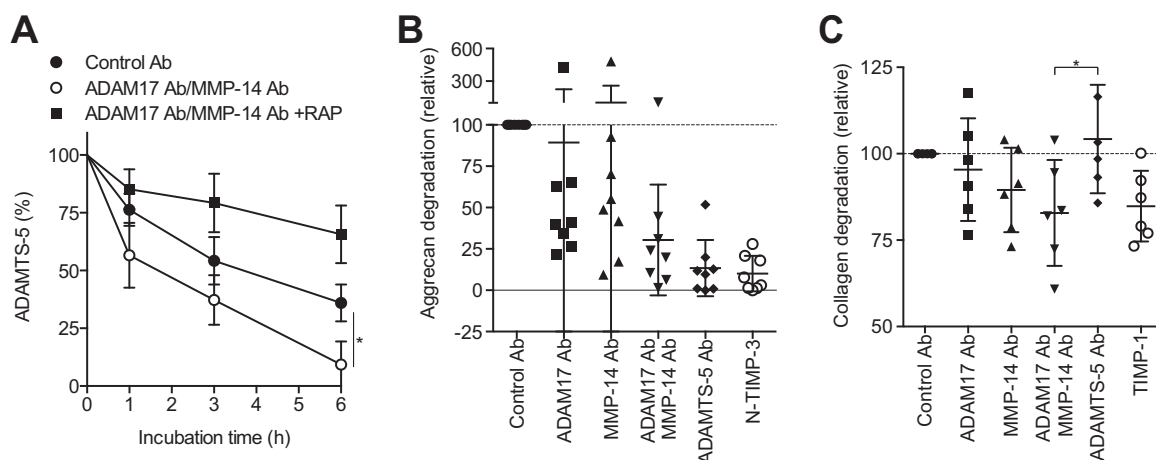 A
Control Ab
ADAM17 Ab/MMP-14 Ab
ADAM17 Ab/MMP-14 Ab +RAP
ADAMTS-5 (%)
100
75
50
25
0
0 1 2 3 4 5 6
Incubation time (h)
*
B
Aggrecan degradation (relative)
600
300
100
75
50
25
0
-25
Control Ab
ADAM17 Ab
MMP-14 Ab
ADAM17 Ab
MMP-14 Ab
ADAMTS-5 Ab
N-TIMP-3
C
Collagen degradation (relative)
125
100
75
50
*
Control Ab
ADAM17 Ab
MMP-14 Ab
ADAM17 Ab
MMP-14 Ab
ADAMTS-5 Ab
TIMP-1